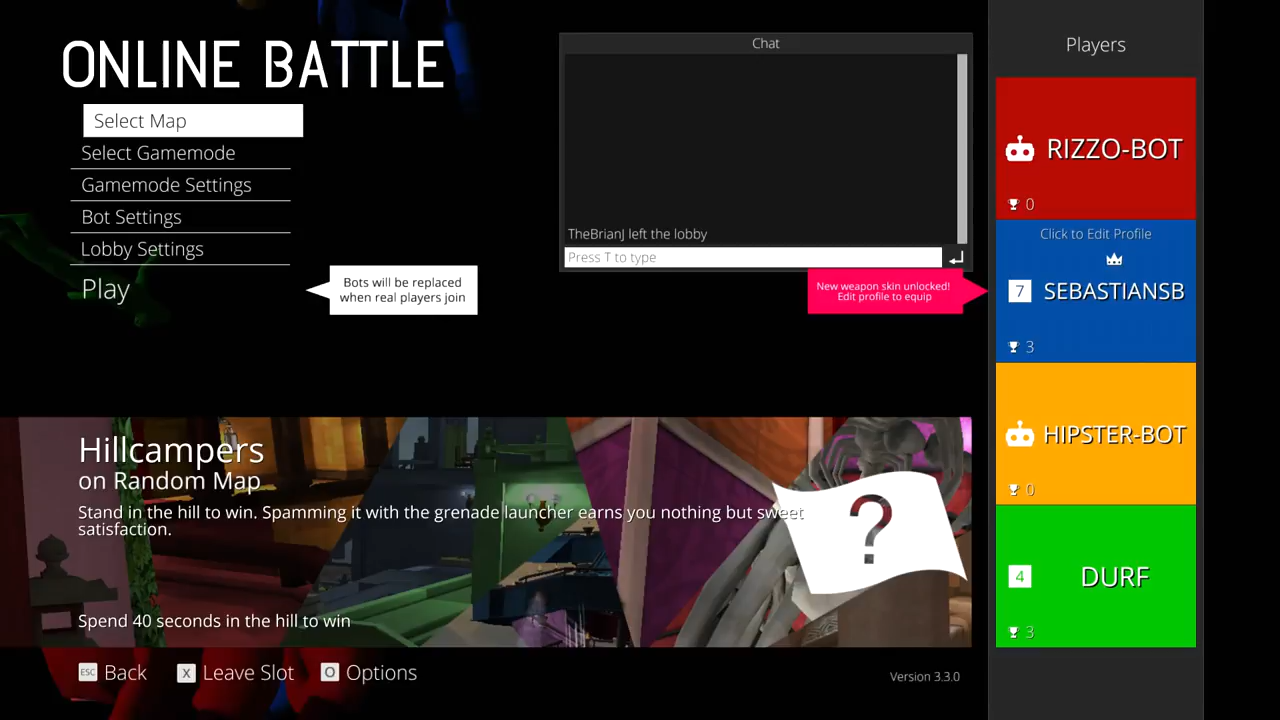 ONLINE BATTLE
Select Map
Select Gamemode
Gamemode Settings
Bot Settings
Lobby Settings
Play
Bots will be replaced
when real players join
Chat
TheBrianJ left the lobby
Press T to type
New weapon skin unlocked!
Edit profile to equip
Players
RIZZO-BOT
0
Click to Edit Profile
7 SEBASTIANSB
3
HIPSTER-BOT
0
4 DURF
3
Hillcampers
on Random Map
Stand in the hill to win. Spamming it with the grenade launcher earns you nothing but sweet
satisfaction.
?
Spend 40 seconds in the hill to win
ESC Back X Leave Slot O Options
Version 3.3.0